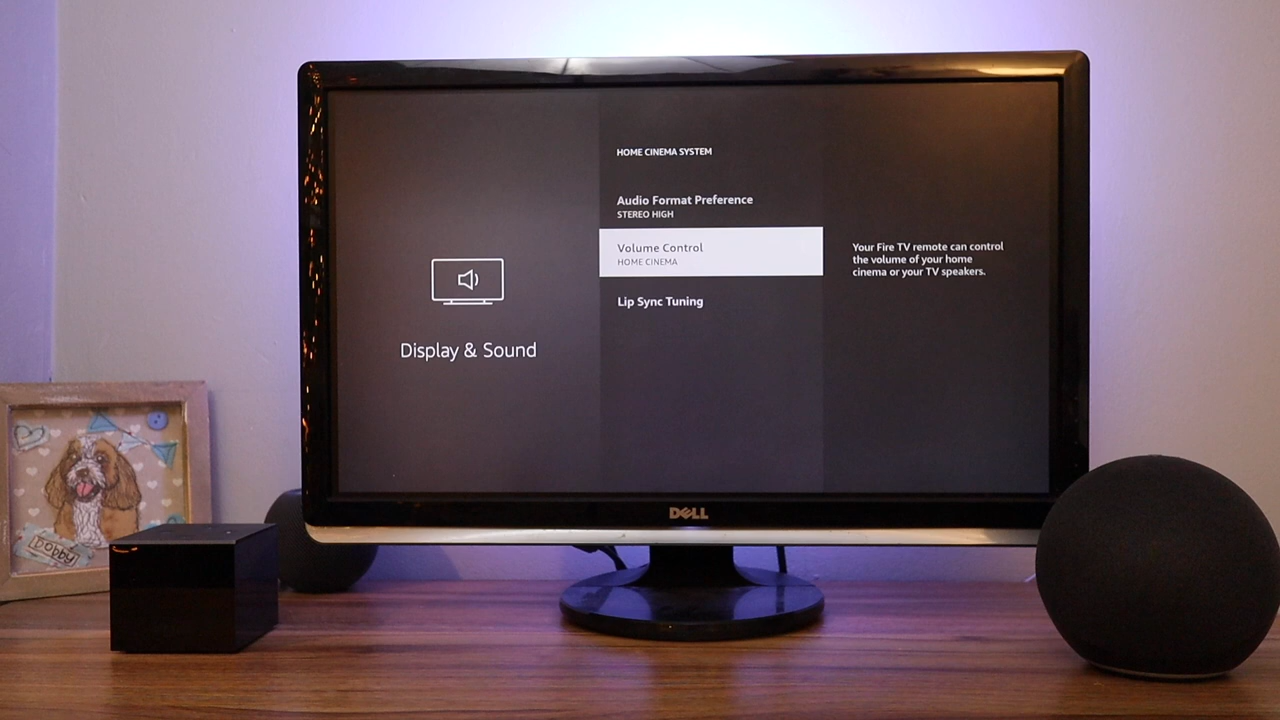 HOME CINEMA SYSTEM
Audio Format Preference
STEREO HIGH
Volume Control
HOME CINEMA
Lip Sync Tuning
Display & Sound
Your Fire TV remote can control
the volume of your home
cinema or your TV speakers.
DELL
poppy